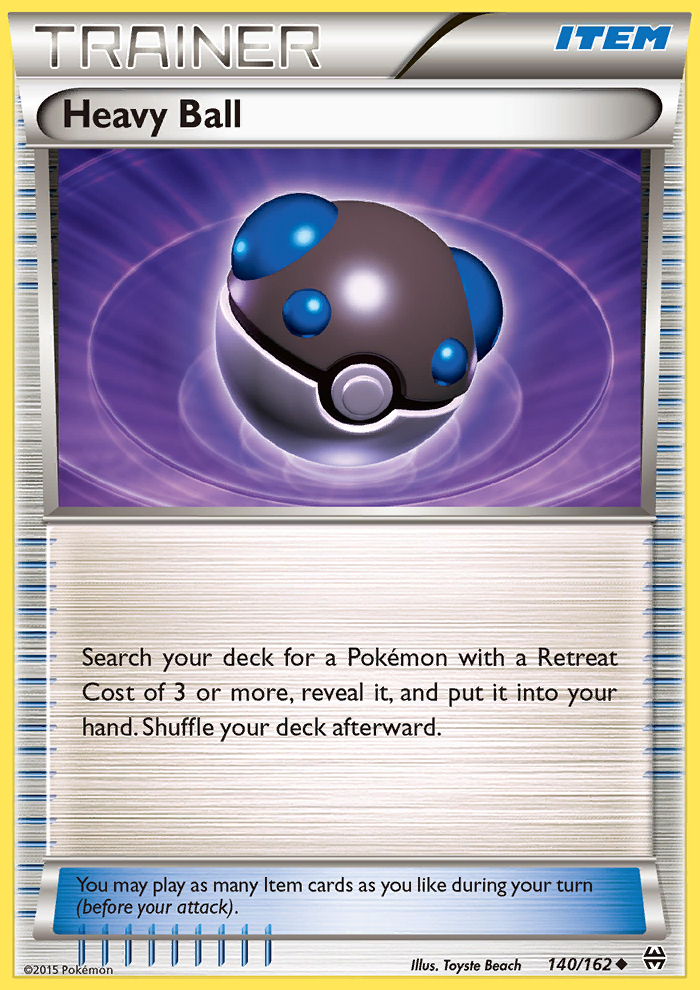 TRAINER
ITEM
Heavy Ball
Search your deck for a Pokémon with a Retreat
Cost of 3 or more, reveal it, and put it into your
hand. Shuffle your deck afterward.
You may play as many Item cards as you like during your turn
(before your attack).
©2015 Pokémon
Illus. Toyste Beach 140/162